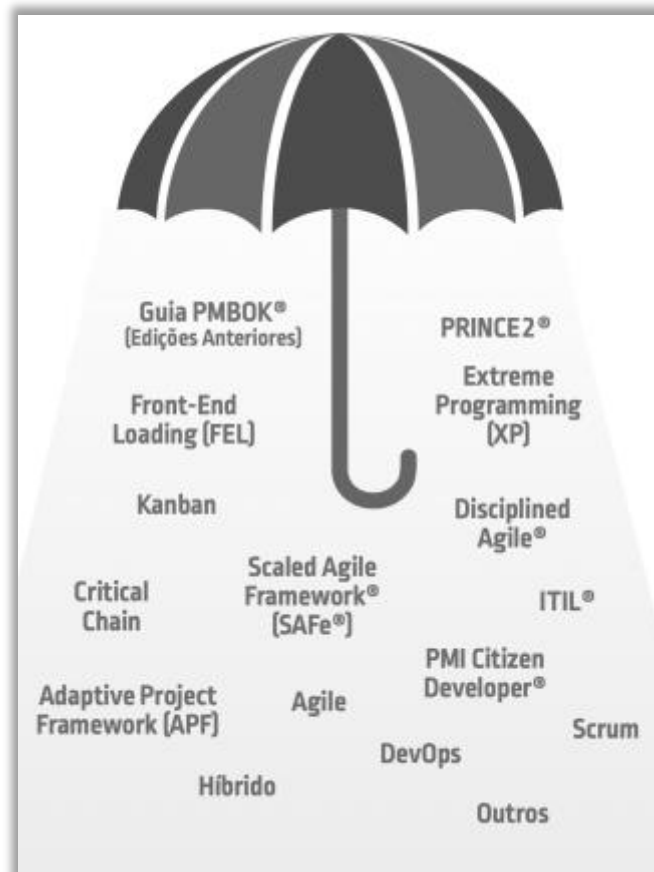 Guia PMBOK®
(Edições Anteriores)
PRINCE2®
Front-End
Loading (FEL)
Extreme
Programming
(XP)
Kanban
Disciplined
Agile®
Critical
Chain
Scaled Agile
Framework®
(SAFe®)
ITIL®
Adaptive Project
Framework (APF)
Agile
PMI Citizen
Developer®
Scrum
DevOps
Híbrido
Outros